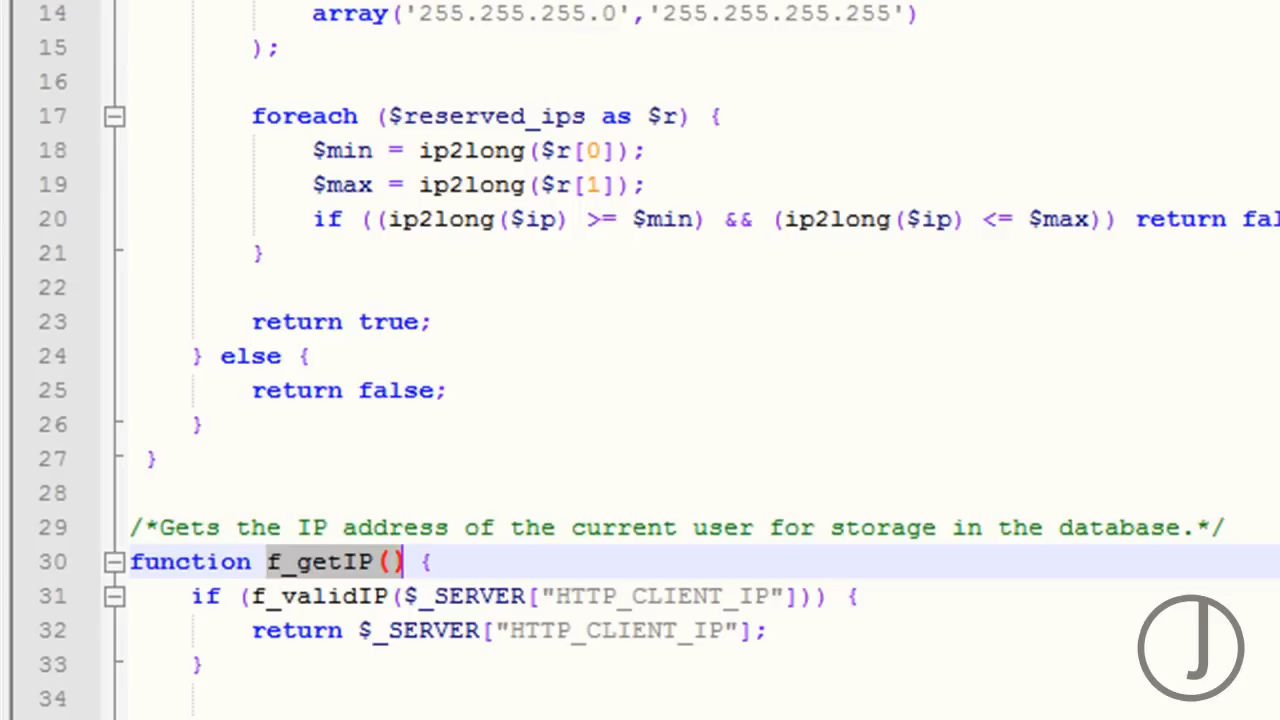 14 array('255.255.255.0','255.255.255.255')
15 );
16
17 foreach ($reserved_ips as $r) {
18 $min = ip2long($r[0]);
19 $max = ip2long($r[1]);
20 if ((ip2long($ip) >= $min) && (ip2long($ip) <= $max)) return fal
21 }
22
23 return true;
24 } else {
25 return false;
26 }
27 }
28
29 /*Gets the IP address of the current user for storage in the database.*/
30 function f_getIP() {
31 if (f_validIP($_SERVER["HTTP_CLIENT_IP"])) {
32 return $_SERVER["HTTP_CLIENT_IP"];
33 }
34
J